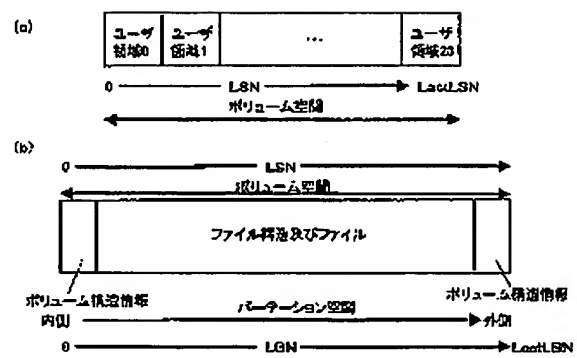 (a)
ユーザ領域0
ユーザ領域1
…
ユーザ領域23
0 LSN LastLSN
ボリューム空間
(b)
0 LSN
ボリューム空間
ファイル構造及びファイル
ボリューム構造情報 ボリューム構造情報
内側 パーテーション空間 外側
0 LGN LastLSN